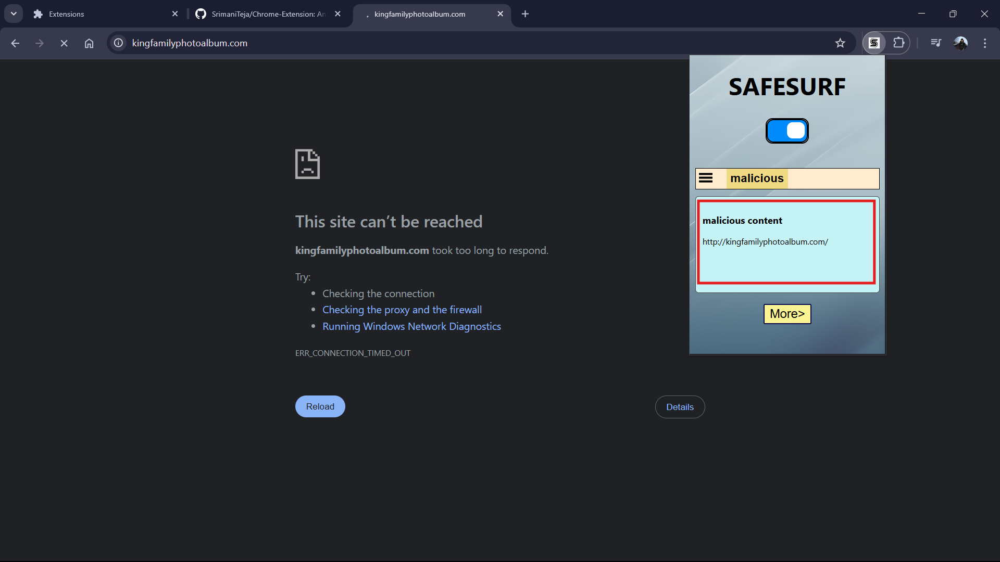 Extensions
SrimaniTeja/Chrome-Extension: An
kingfamilyphotoalbum.com
kingfamilyphotoalbum.com
SAFESURF
malicious
malicious content
http://kingfamilyphotoalbum.com/
More>
This site can’t be reached
kingfamilyphotoalbum.com took too long to respond.
Try:
Checking the connection
Checking the proxy and the firewall
Running Windows Network Diagnostics
ERR_CONNECTION_TIMED_OUT
Reload
Details